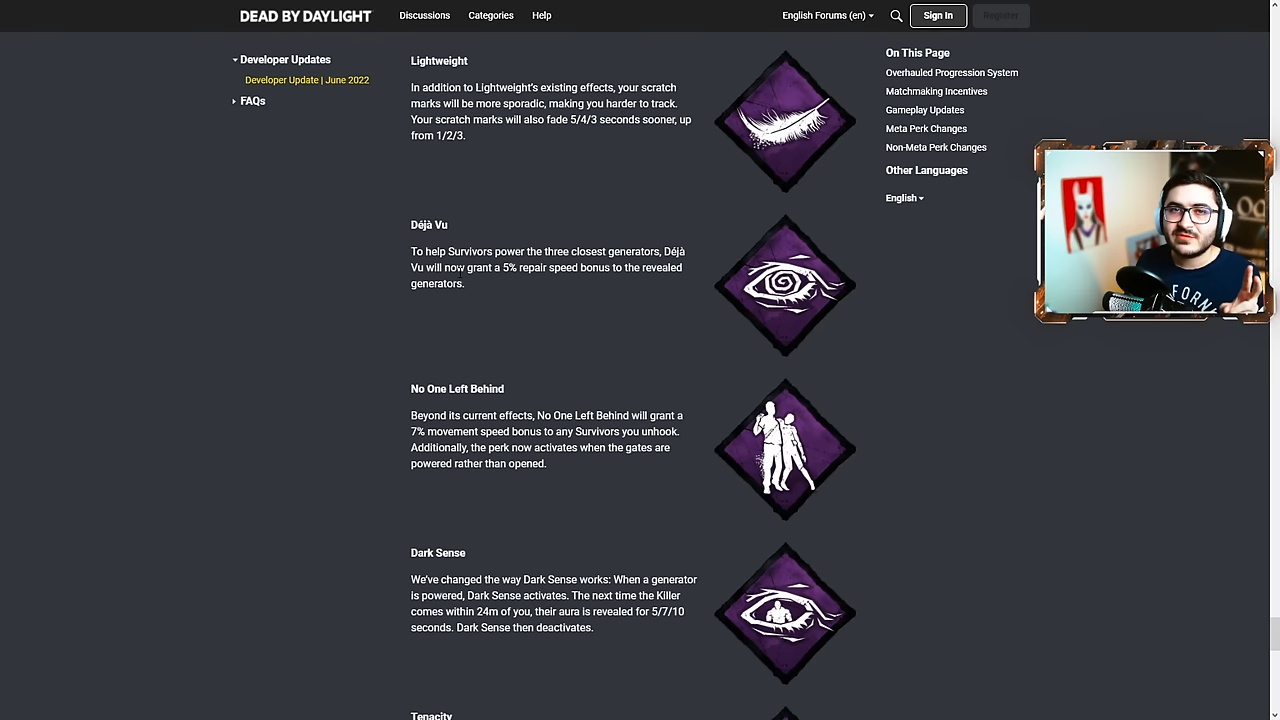 DEAD BY DAYLIGHT
Discussions
Categories
Help
English Forums (en)
Sign In
Register
Developer Updates
Developer Update | June 2022
FAQs
Lightweight
In addition to Lightweight's existing effects, your scratch
marks will be more sporadic, making you harder to track.
Your scratch marks will also fade 5/4/3 seconds sooner, up
from 1/2/3.
Déjà Vu
To help Survivors power the three closest generators, Déjà
Vu will now grant a 5% repair speed bonus to the revealed
generators.
No One Left Behind
Beyond its current effects, No One Left Behind will grant a
7% movement speed bonus to any Survivors you unhook.
Additionally, the perk now activates when the gates are
powered rather than opened.
Dark Sense
We've changed the way Dark Sense works: When a generator
is powered, Dark Sense activates. The next time the Killer
comes within 24m of you, their aura is revealed for 5/7/10
seconds. Dark Sense then deactivates.
Tenacity
On This Page
Overhauled Progression System
Matchmaking Incentives
Gameplay Updates
Meta Perk Changes
Non-Meta Perk Changes
Other Languages
English